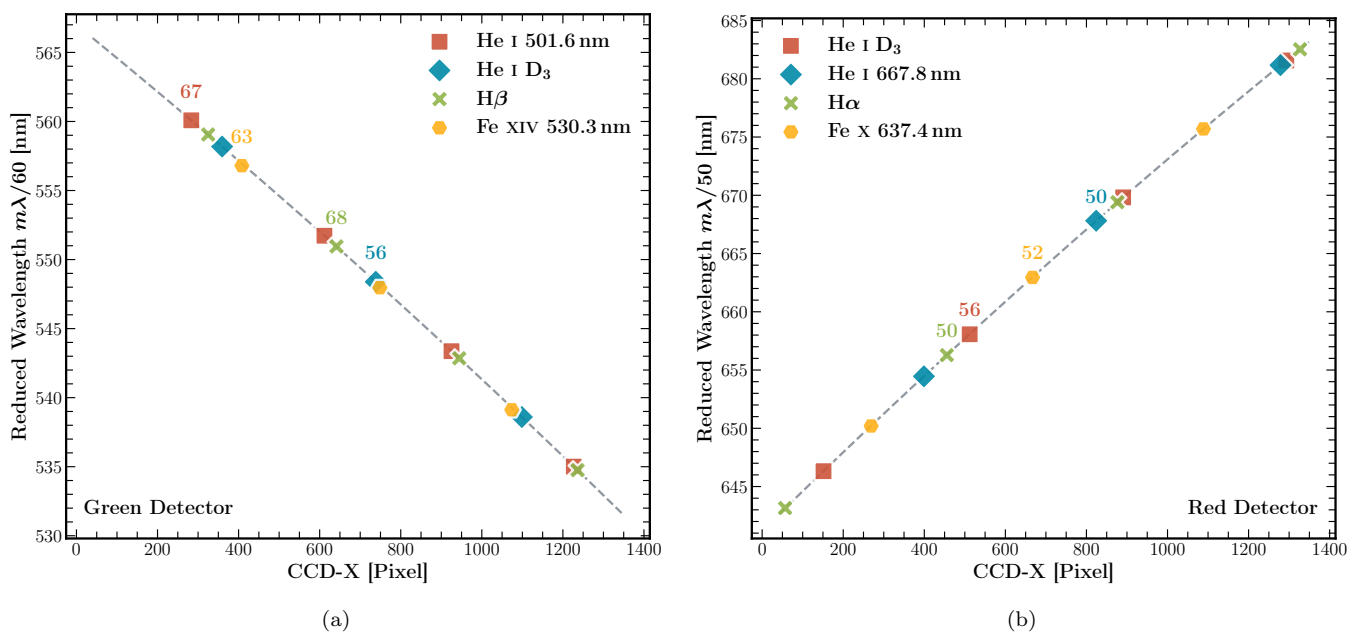 Reduced Wavelength mλ/60 [nm]
565
560
555
550
545
540
535
530
He I 501.6 nm
He I D₃
Hβ
Fe XIV 530.3 nm
67
63
68
56
Green Detector
0 200 400 600 800 1000 1200 1400
CCD-X [Pixel]
(a)
Reduced Wavelength mλ/50 [nm]
685
680
675
670
665
660
655
650
645
He I D₃
He I 667.8 nm
Hα
Fe X 637.4 nm
50
52
56
50
Red Detector
0 200 400 600 800 1000 1200 1400
CCD-X [Pixel]
(b)